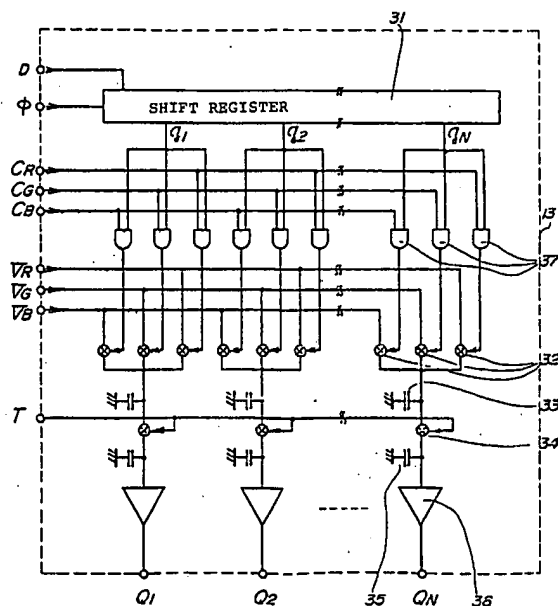 31
D
Φ
SHIFT REGISTER
q1 q2 qN
CR
CG
CB
13
37
VR
VG
VB
32
33
T
34
35
36
Q1 Q2 QN